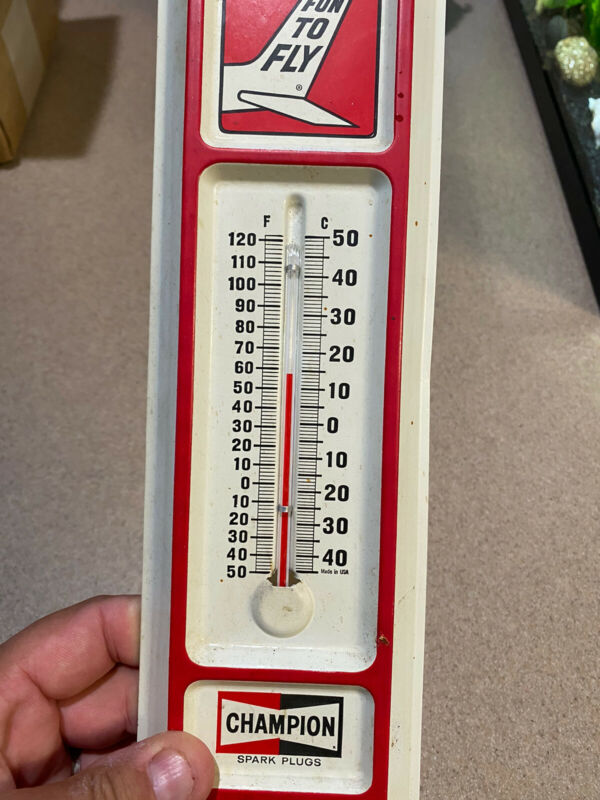 FUN
TO
FLY
®
F C
120 50
110
100 40
90
80 30
70
60 20
50
40 10
30
20 0
10
0 10
10
20 20
30 30
40
50 40
Made in USA
CHAMPION
SPARK PLUGS